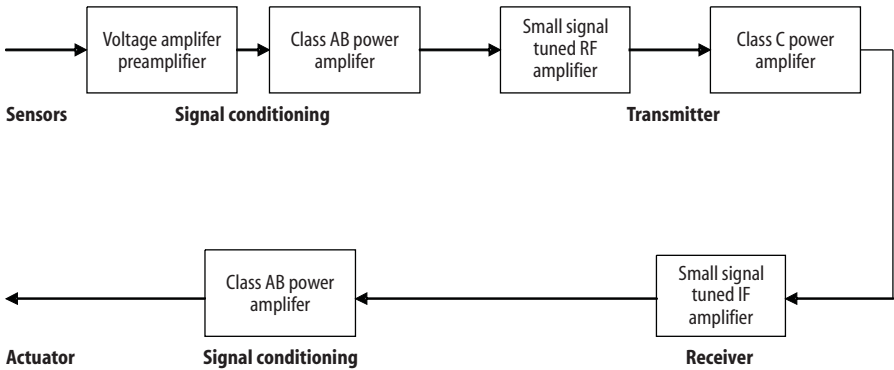 Voltage amplifer
preamplifier
Class AB power
amplifer
Small signal
tuned RF
amplifier
Class C power
amplifer
Sensors
Signal conditioning
Transmitter
Class AB power
amplifer
Small signal
tuned IF
amplifier
Actuator
Signal conditioning
Receiver